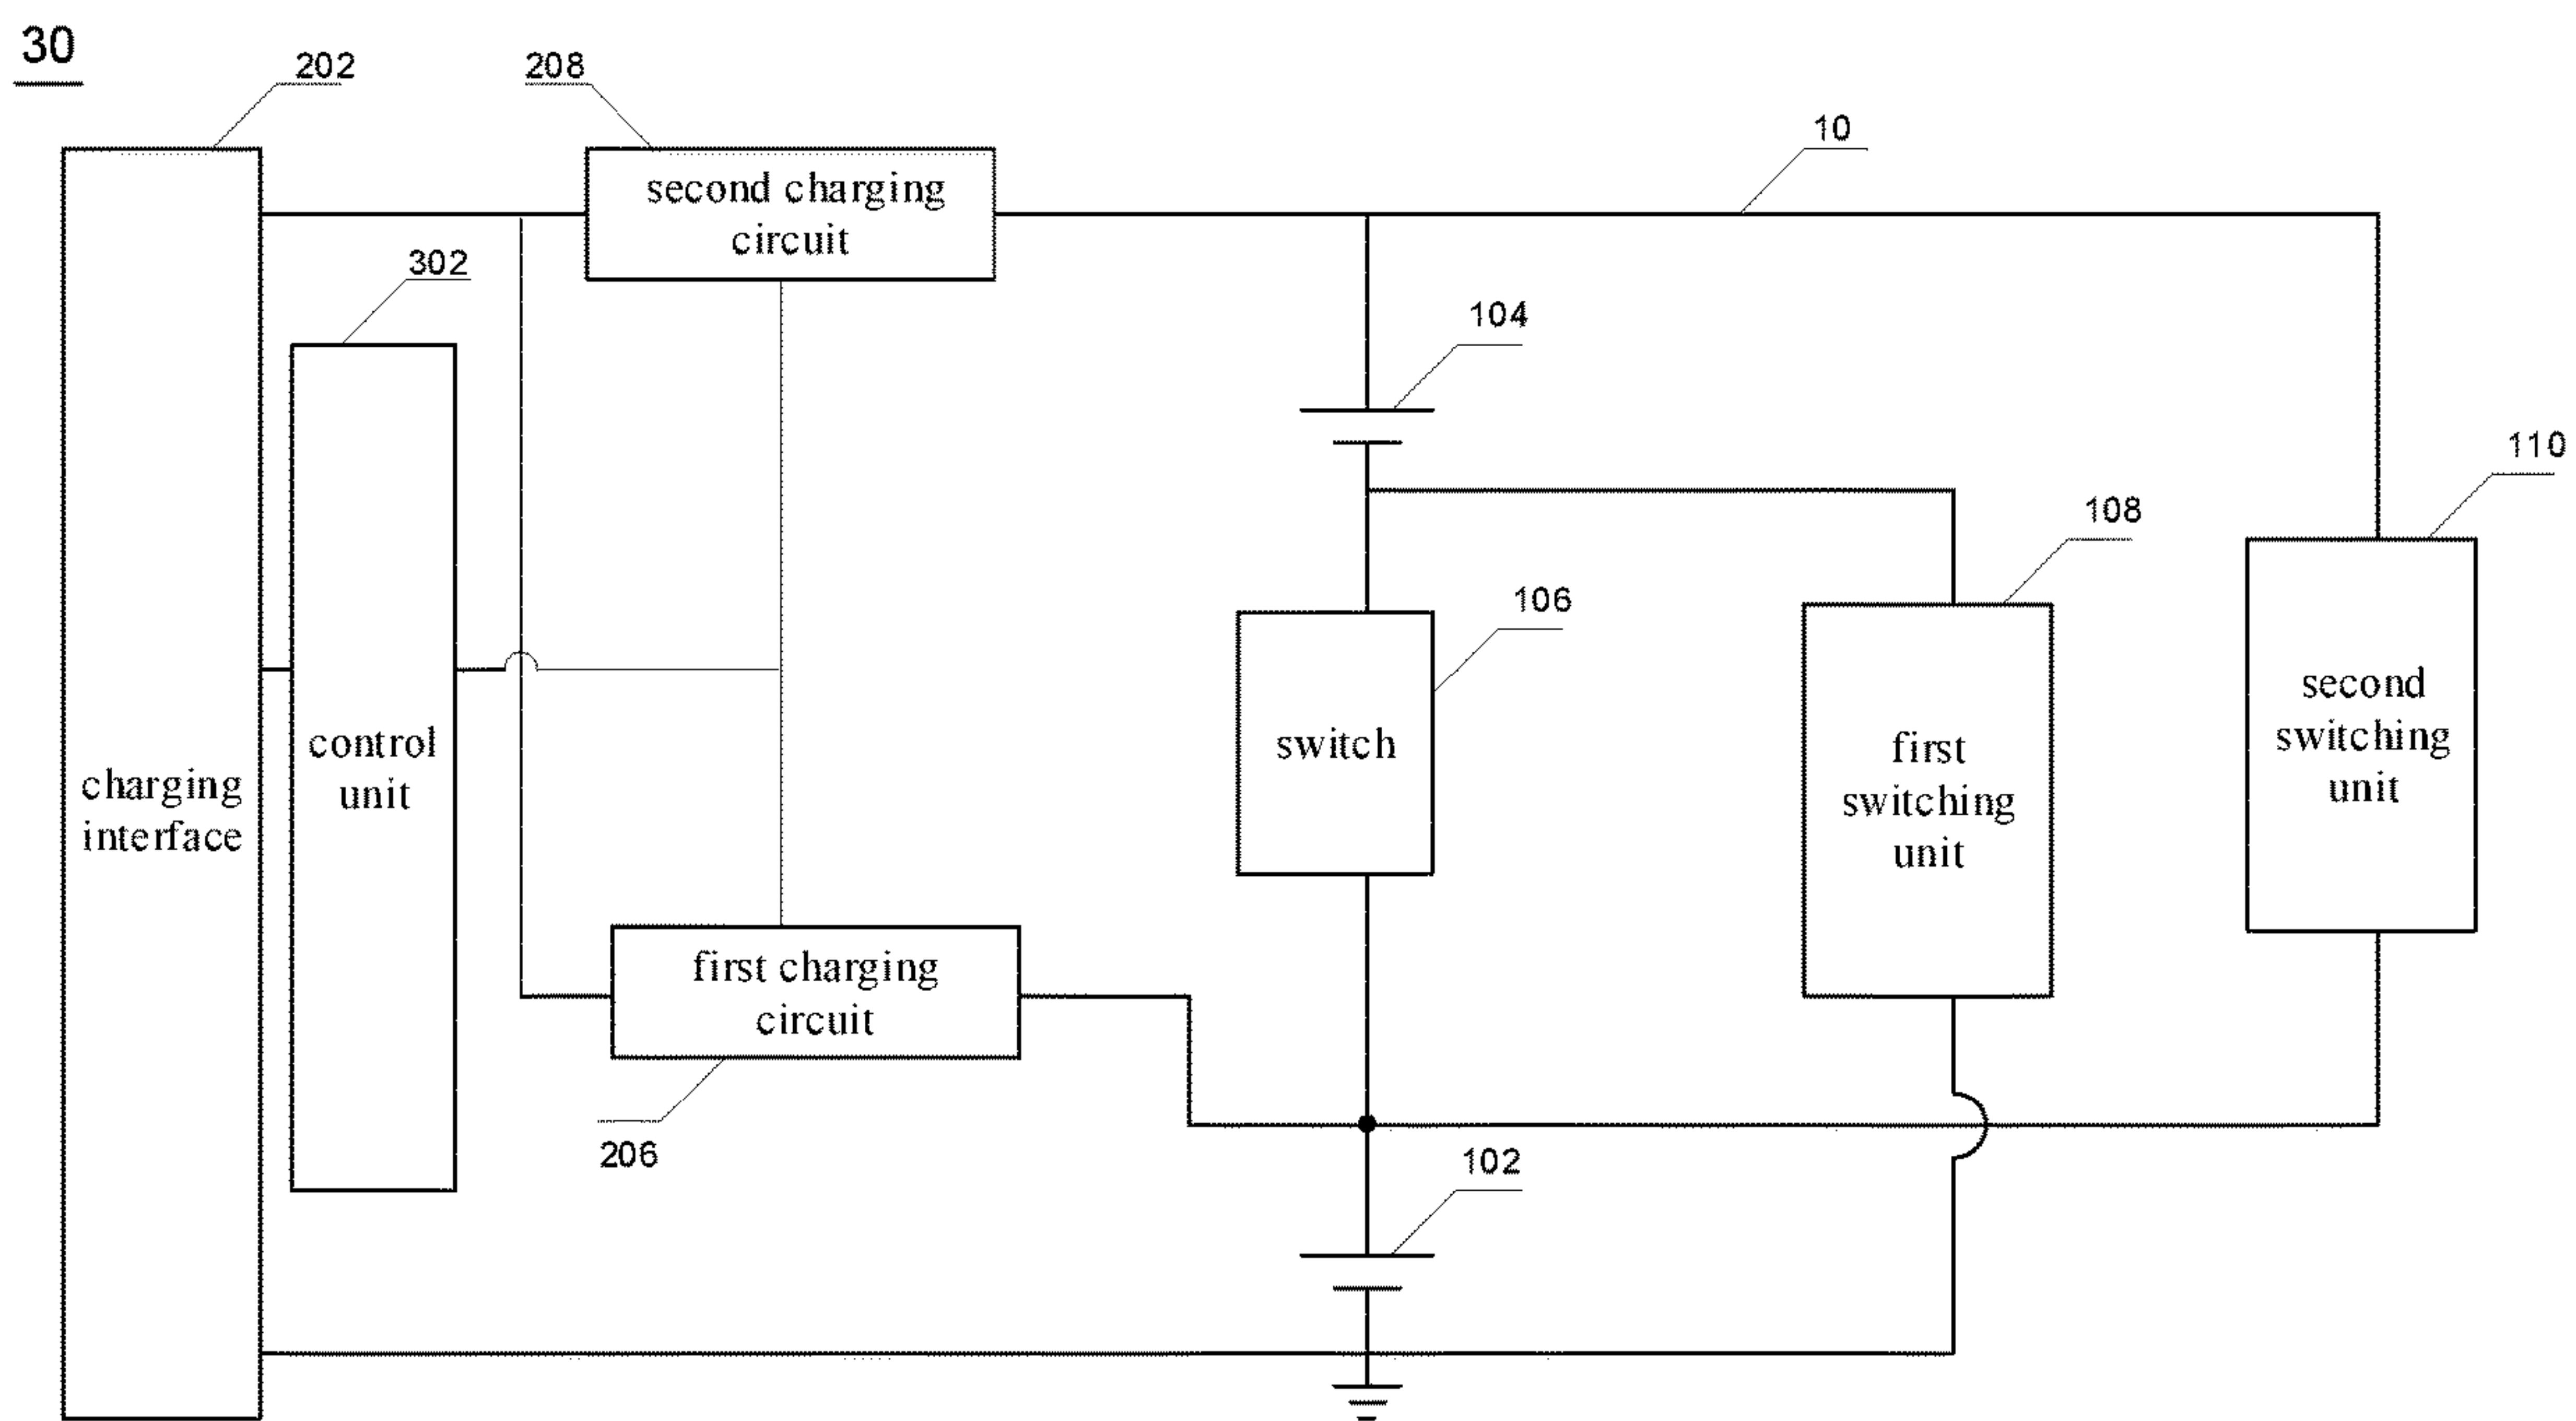 30
202
208
10
second charging
circuit
302
104
110
108
106
second
switching
unit
switch
first
switching
unit
control
unit
charging
interface
first charging
circuit
206
102